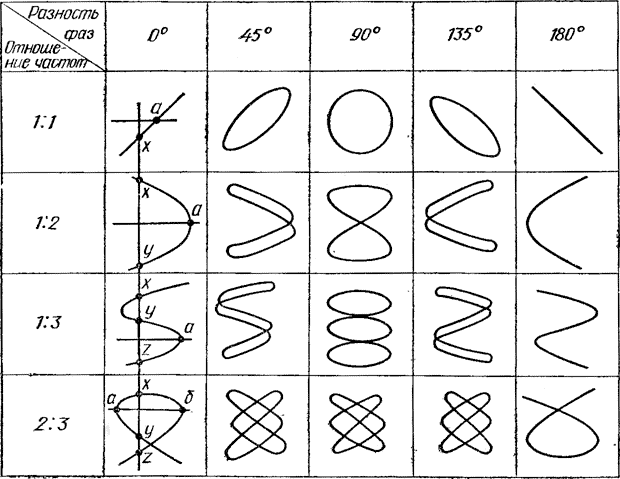 Разность
фаз
Отноше-
ние частот
0° 45° 90° 135° 180°
1:1
а
x
1:2
x
а
y
1:3
x
y
а
z
2:3
а x б
y
z